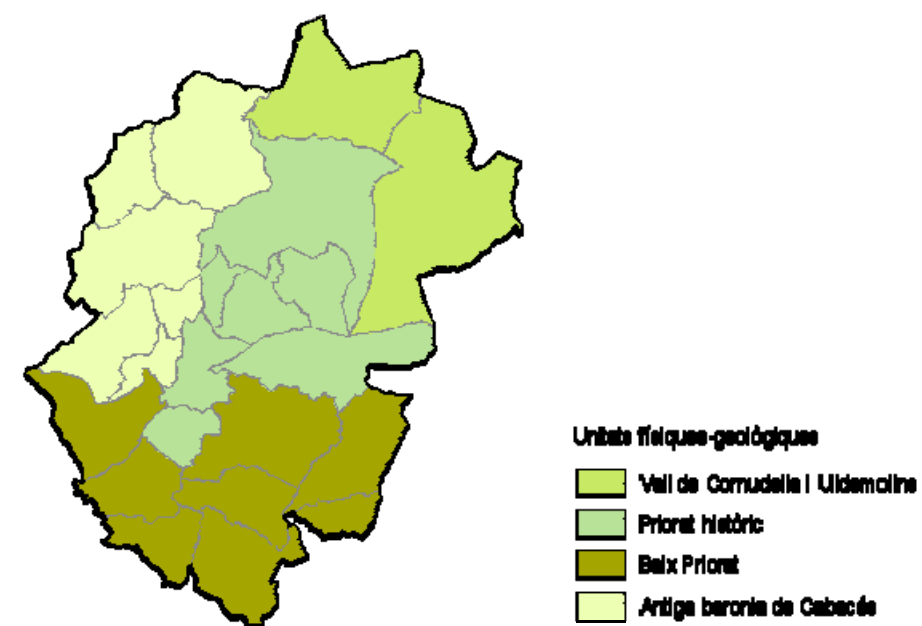 Unitats físiques-geològiques
Vall de Cornudella i Ulldemolins
Priorat històric
Baix Priorat
Antiga baronia de Cabacés